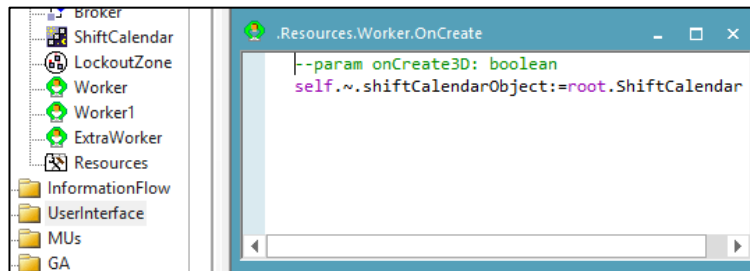 Broker
ShiftCalendar
LockoutZone
Worker
Worker1
ExtraWorker
Resources
InformationFlow
UserInterface
MUs
GA
.Resources.Worker.OnCreate
--param onCreate3D: boolean
self.~.shiftCalendarObject:=root.ShiftCalendar